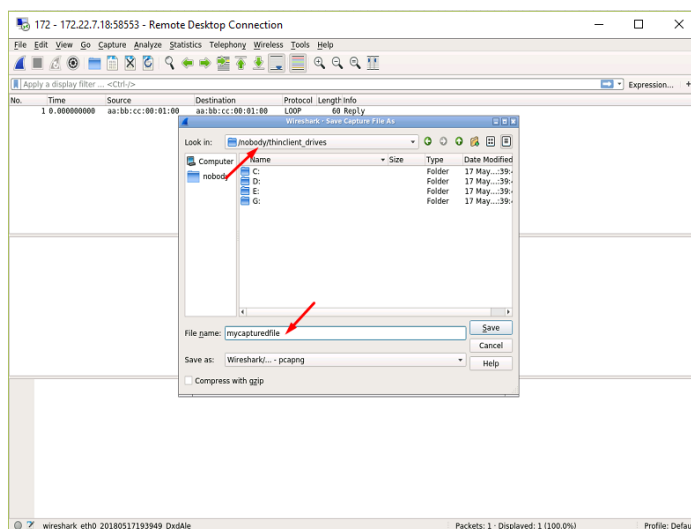 172 - 172.22.7.18:58553 - Remote Desktop Connection
File Edit View Go Capture Analyze Statistics Telephony Wireless Tools Help
Apply a display filter ... <Ctrl-/> Expression... +
No. Time Source Destination Protocol Length Info
1 0.000000000 aa:bb:cc:00:01:00 aa:bb:cc:00:01:00 LOOP 60 Reply
Wireshark - Save Capture File As
Look in: /nobody/thinclient_drives
Computer
nobody
Name Size Type Date Modified
C: Folder 17 May...:39:
D: Folder 17 May...:39:
E: Folder 17 May...:39:
G: Folder 17 May...:39:
File name: mycapturedfile Save
Cancel
Save as: Wireshark/... - pcapng Help
Compress with gzip
wireshark_eth0_20180517193949_DxdAle Packets: 1 · Displayed: 1 (100.0%) Profile: Defau